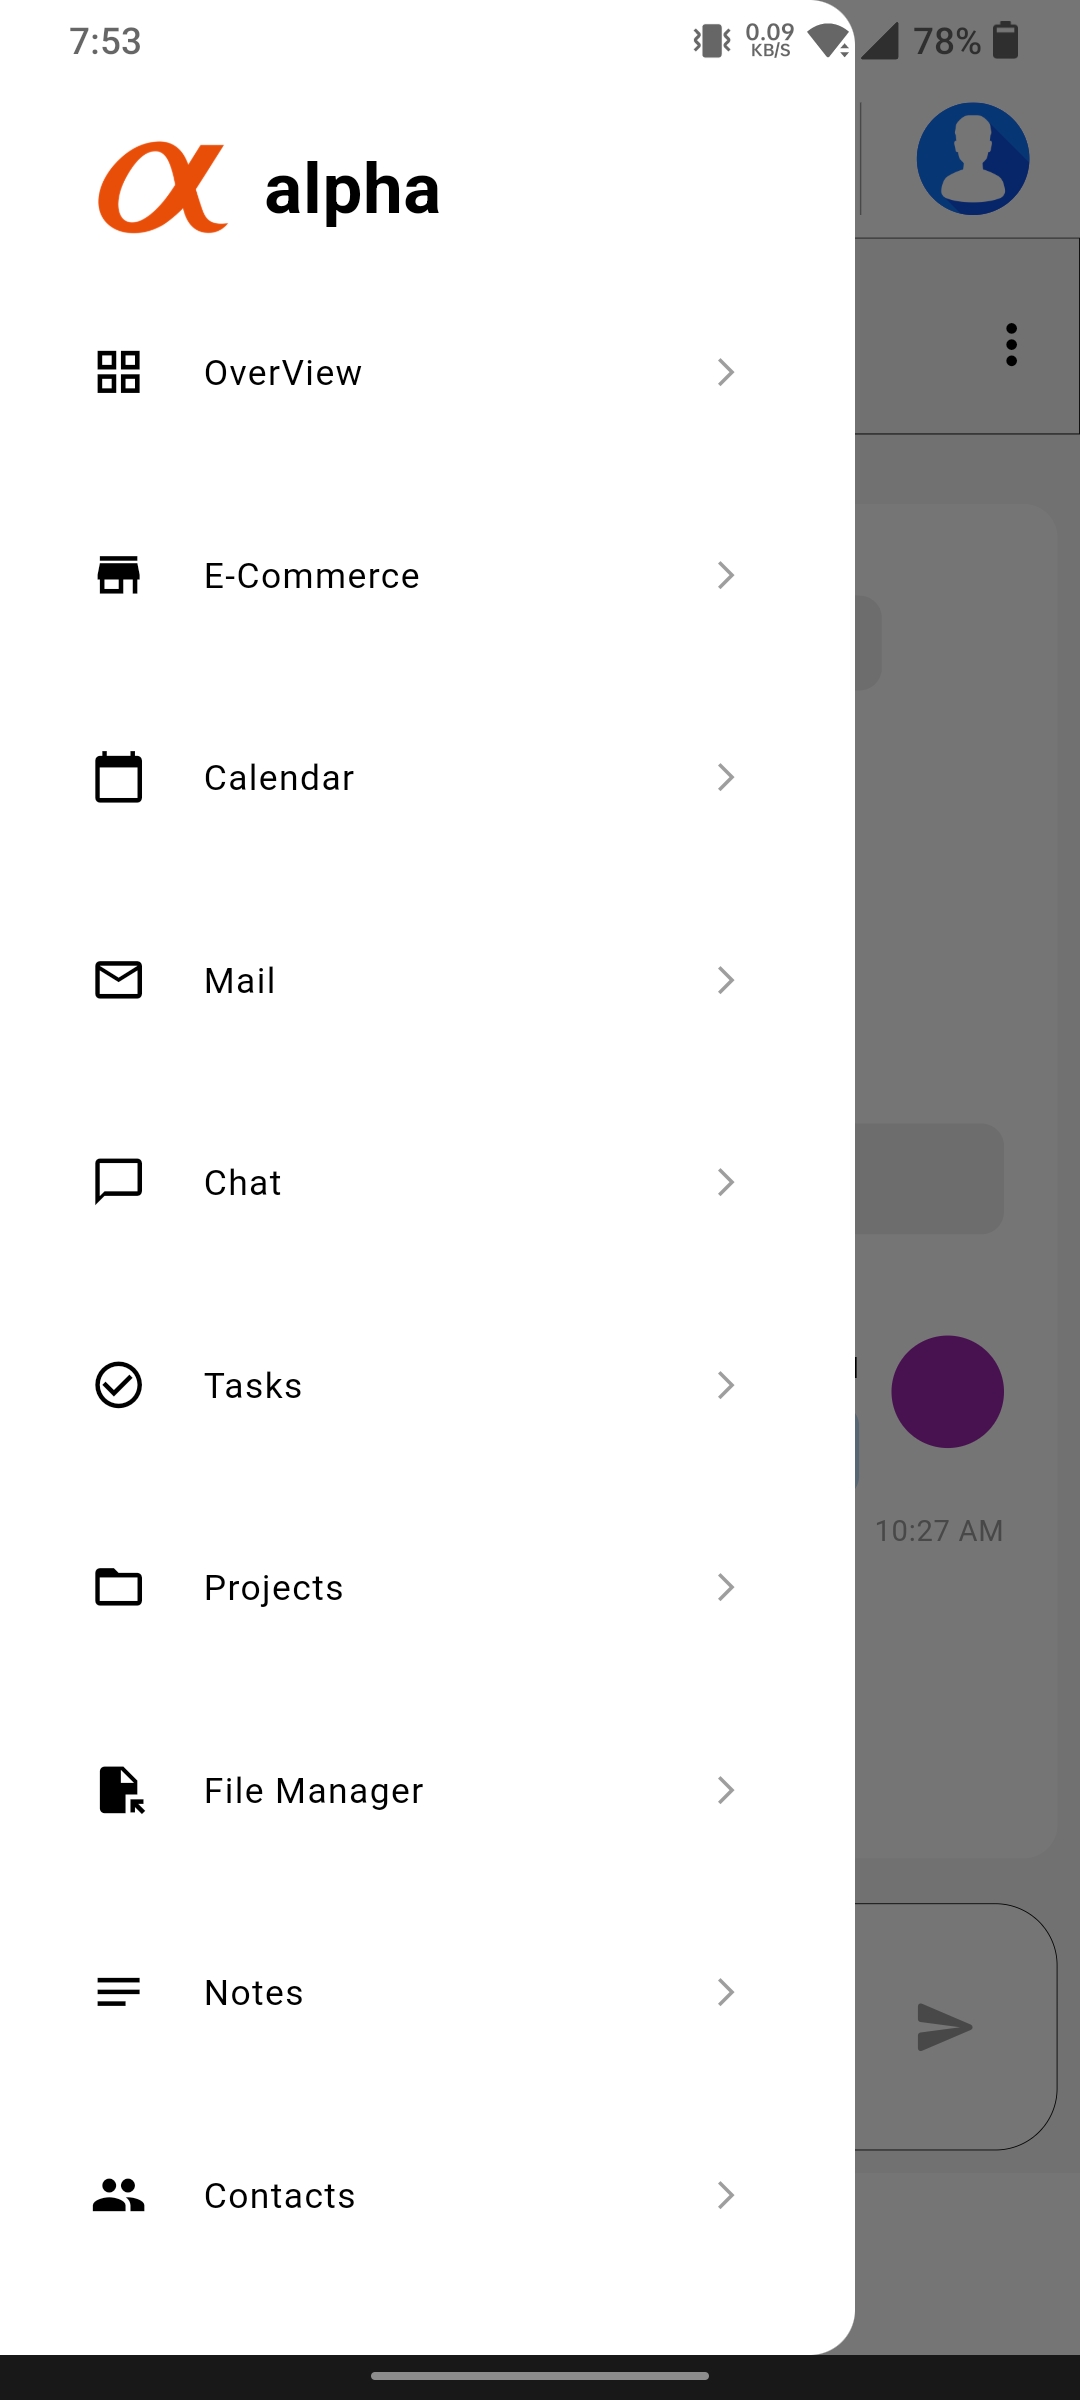 7:53
0.09
KB/S
78%
alpha
OverView
E-Commerce
Calendar
Mail
Chat
Tasks
10:27 AM
Projects
File Manager
Notes
Contacts